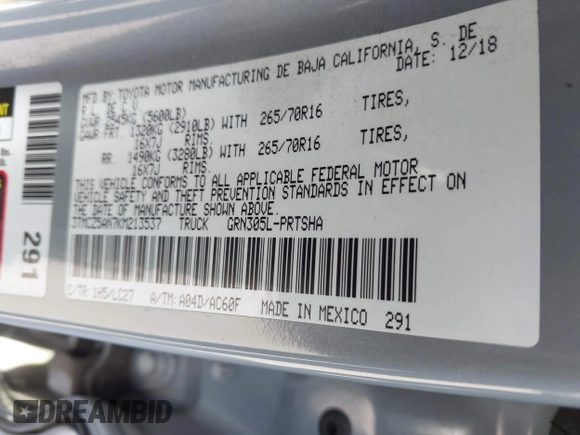 MFD BY: TOYOTA MOTOR MANUFACTURING DE BAJA CALIFORNIA, S. DE
R.L. DE C.V. DATE: 12/18
GVWR 2545KG (5600LB)
GAWR FRT. 1320KG (2910LB) WITH 265/70R16 TIRES,
16X7J RIMS.
RR. 1490KG (3280LB) WITH 265/70R16 TIRES,
16X7J RIMS.
THIS VEHICLE CONFORMS TO ALL APPLICABLE FEDERAL MOTOR
VEHICLE SAFETY AND THEFT PREVENTION STANDARDS IN EFFECT ON
THE DATE OF MANUFACTURE SHOWN ABOVE.
3TMCZ5AN7KM213537 TRUCK GRN305L-PRTSHA
C/TR: 1H5/LC27 A/TM: A04D/AC60F
MADE IN MEXICO 291
291
DREAMBID